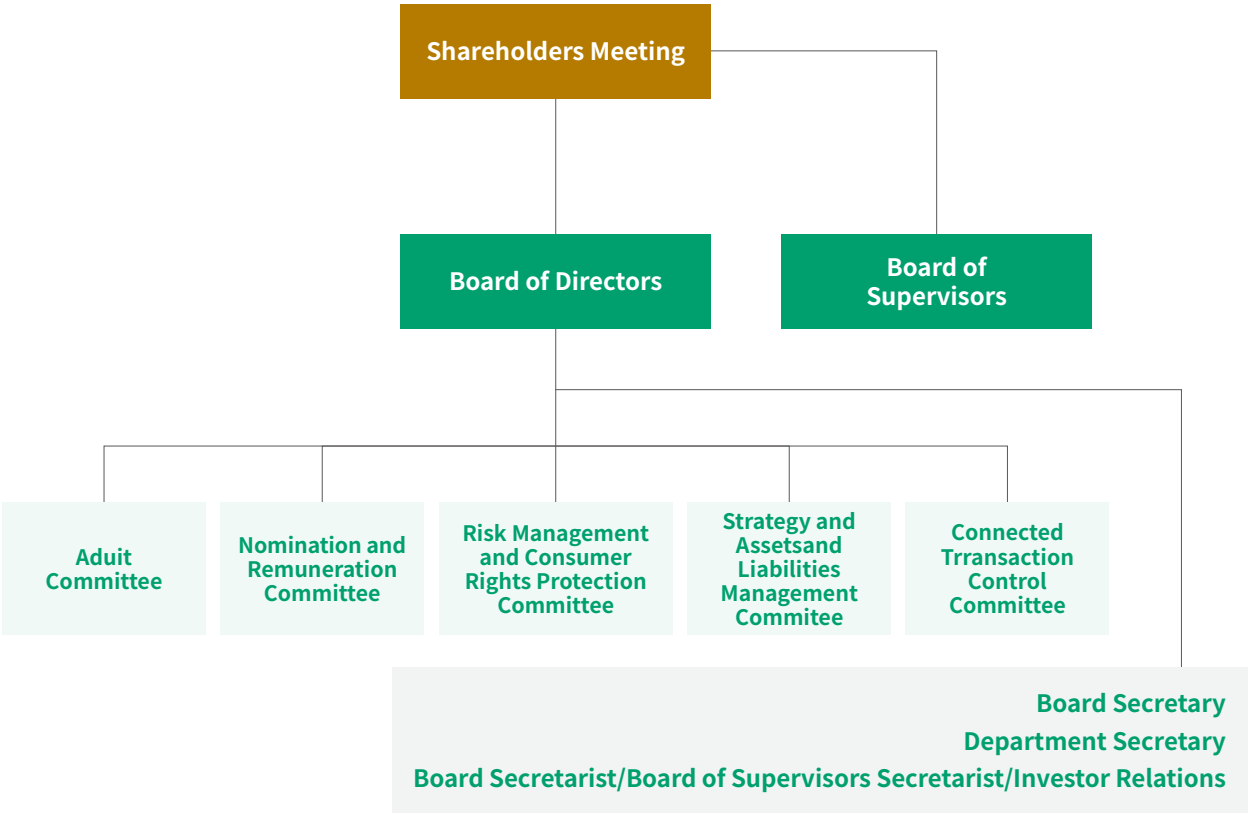 Shareholders Meeting
Board of Directors
Board of
Supervisors
Aduit
Committee
Nomination and
Remuneration
Committee
Risk Management
and Consumer
Rights Protection
Committee
Strategy and
Assetsand
Liabilities
Management
Commitee
Connected
Trransaction
Control
Committee
Board Secretary
Department Secretary
Board Secretarist/Board of Supervisors Secretarist/Investor Relations